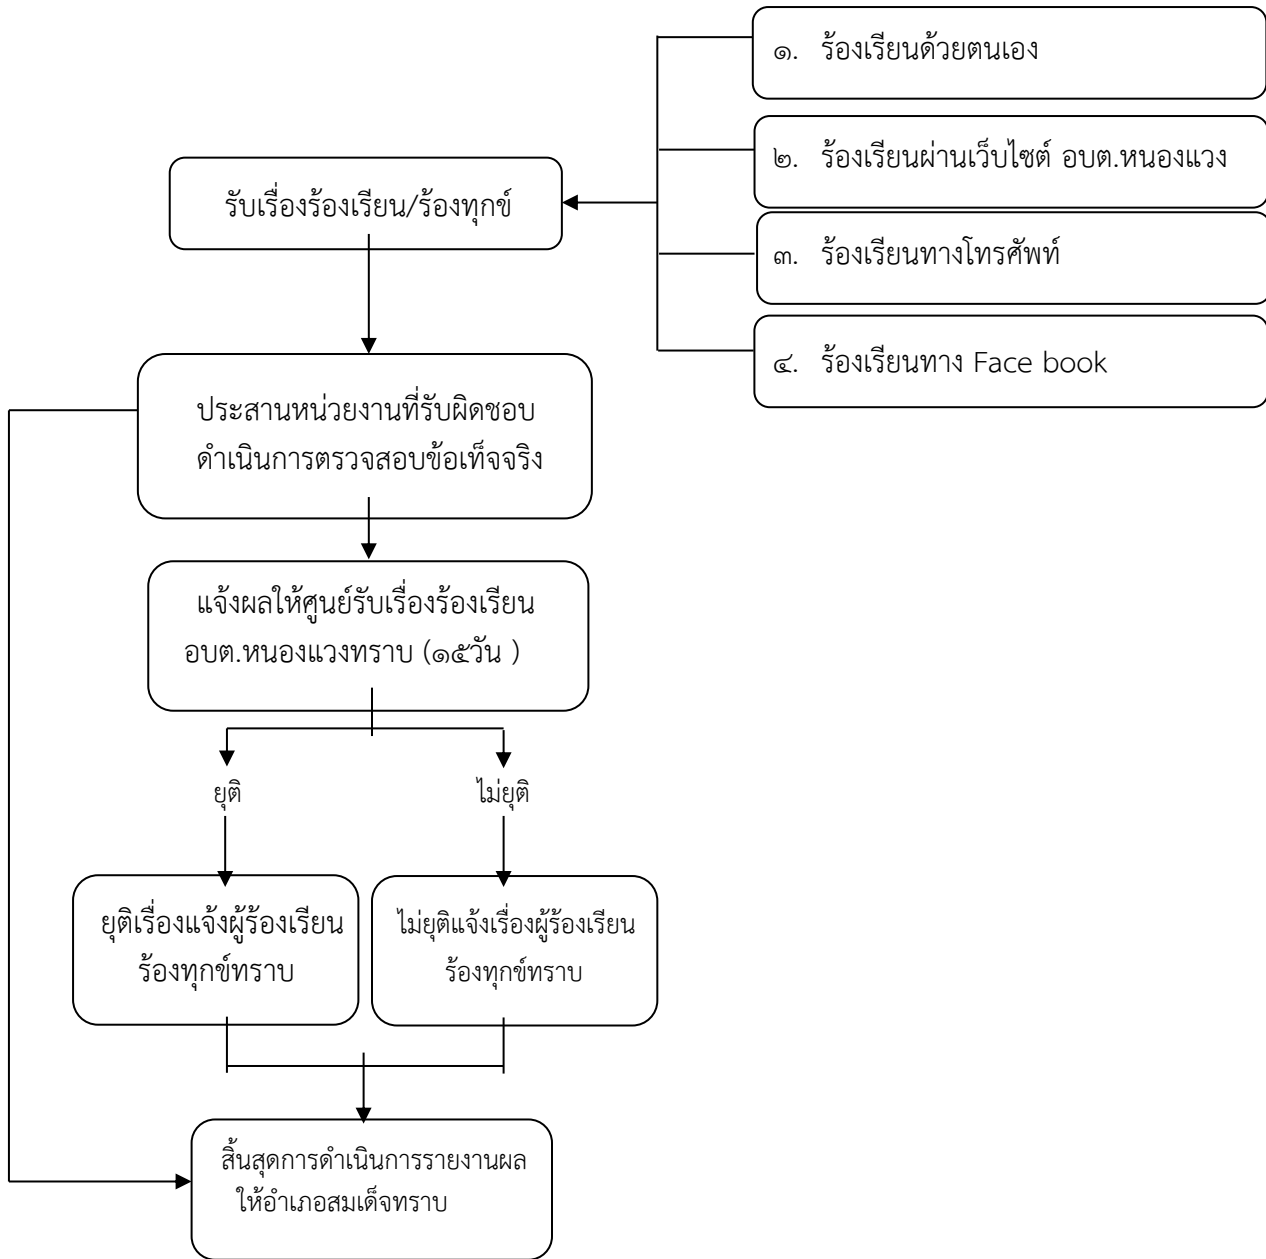 ๑. ร้องเรียนด้วยตนเอง
๒. ร้องเรียนผ่านเว็บไซต์ อบต.หนองแวง
รับเรื่องร้องเรียน/ร้องทุกข์
๓. ร้องเรียนทางโทรศัพท์
๔. ร้องเรียนทาง Face book
ประสานหน่วยงานที่รับผิดชอบ
ดำเนินการตรวจสอบข้อเท็จจริง
แจ้งผลให้ศูนย์รับเรื่องร้องเรียน
อบต.หนองแวงทราบ (๑๕วัน )
ยุติ
ไม่ยุติ
ยุติเรื่องแจ้งผู้ร้องเรียน
ร้องทุกข์ทราบ
ไม่ยุติแจ้งเรื่องผู้ร้องเรียน
ร้องทุกข์ทราบ
สิ้นสุดการดำเนินการรายงานผล
ให้อำเภอสมเด็จทราบ